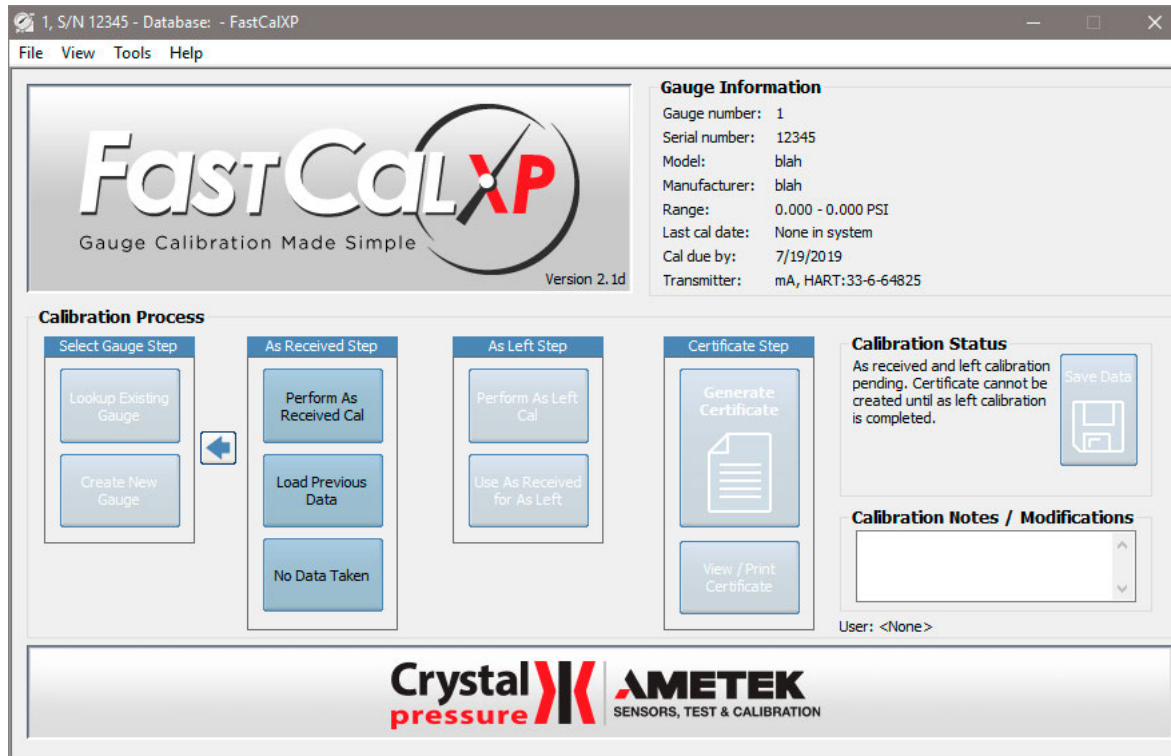 1, S/N 12345 - Database:  - FastCalXP
File View Tools Help
FASTCALXP
Gauge Calibration Made Simple
Version 2.1d
Gauge Information
Gauge number: 1
Serial number: 12345
Model: blah
Manufacturer: blah
Range: 0.000 - 0.000 PSI
Last cal date: None in system
Cal due by: 7/19/2019
Transmitter: mA, HART:33-6-64825
Calibration Process
Select Gauge Step
Lookup Existing
Gauge
Create New
Gauge
As Received Step
Perform As
Received Cal
Load Previous
Data
No Data Taken
As Left Step
Perform As Left
Cal
Use As Received
for As Left
Certificate Step
Generate
Certificate
View / Print
Certificate
Calibration Status
As received and left calibration
pending. Certificate cannot be
created until as left calibration
is completed.
Save Data
Calibration Notes / Modifications
User: <None>
Crystal
pressure
AMETEK
SENSORS, TEST & CALIBRATION